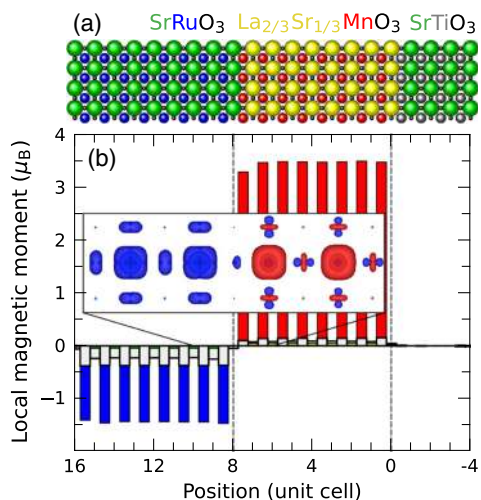 (a) SrRuO₃ La₂/₃Sr₁/₃MnO₃ SrTiO₃
(b)
Local magnetic moment (μ_B)
4
3
2
1
0
−1
16 12 8 4 0 -4
Position (unit cell)